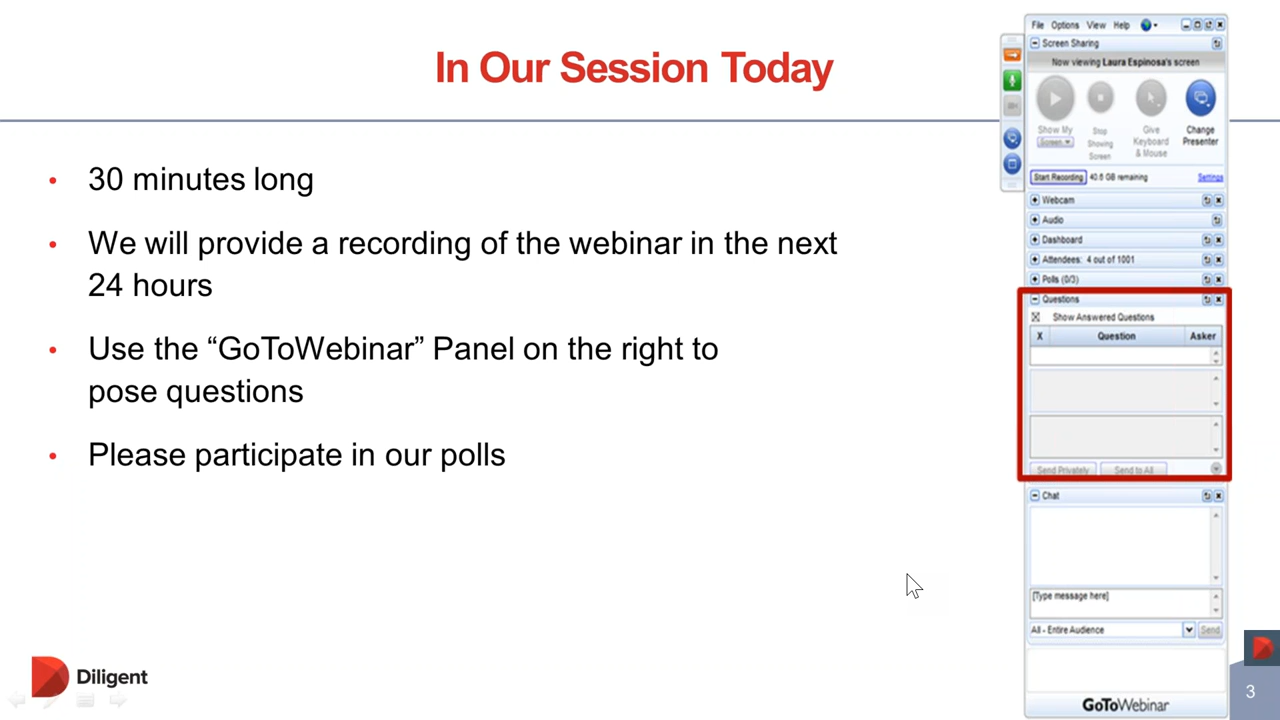 In Our Session Today
• 30 minutes long
• We will provide a recording of the webinar in the next
24 hours
• Use the “GoToWebinar” Panel on the right to
pose questions
• Please participate in our polls
Diligent
File Options View Help
Screen Sharing
Now viewing Laura Espinosa's screen
Show My
Screen
Stop
Showing
Screen
Give
Keyboard
& Mouse
Change
Presenter
Start Recording 40.6 GB remaining Settings
Webcam
Audio
Dashboard
Attendees: 4 out of 1001
Polls (0/3)
Questions
Show Answered Questions
X Question Asker
Send Privately Send to All
Chat
[Type message here]
All - Entire Audience Send
GoToWebinar
3